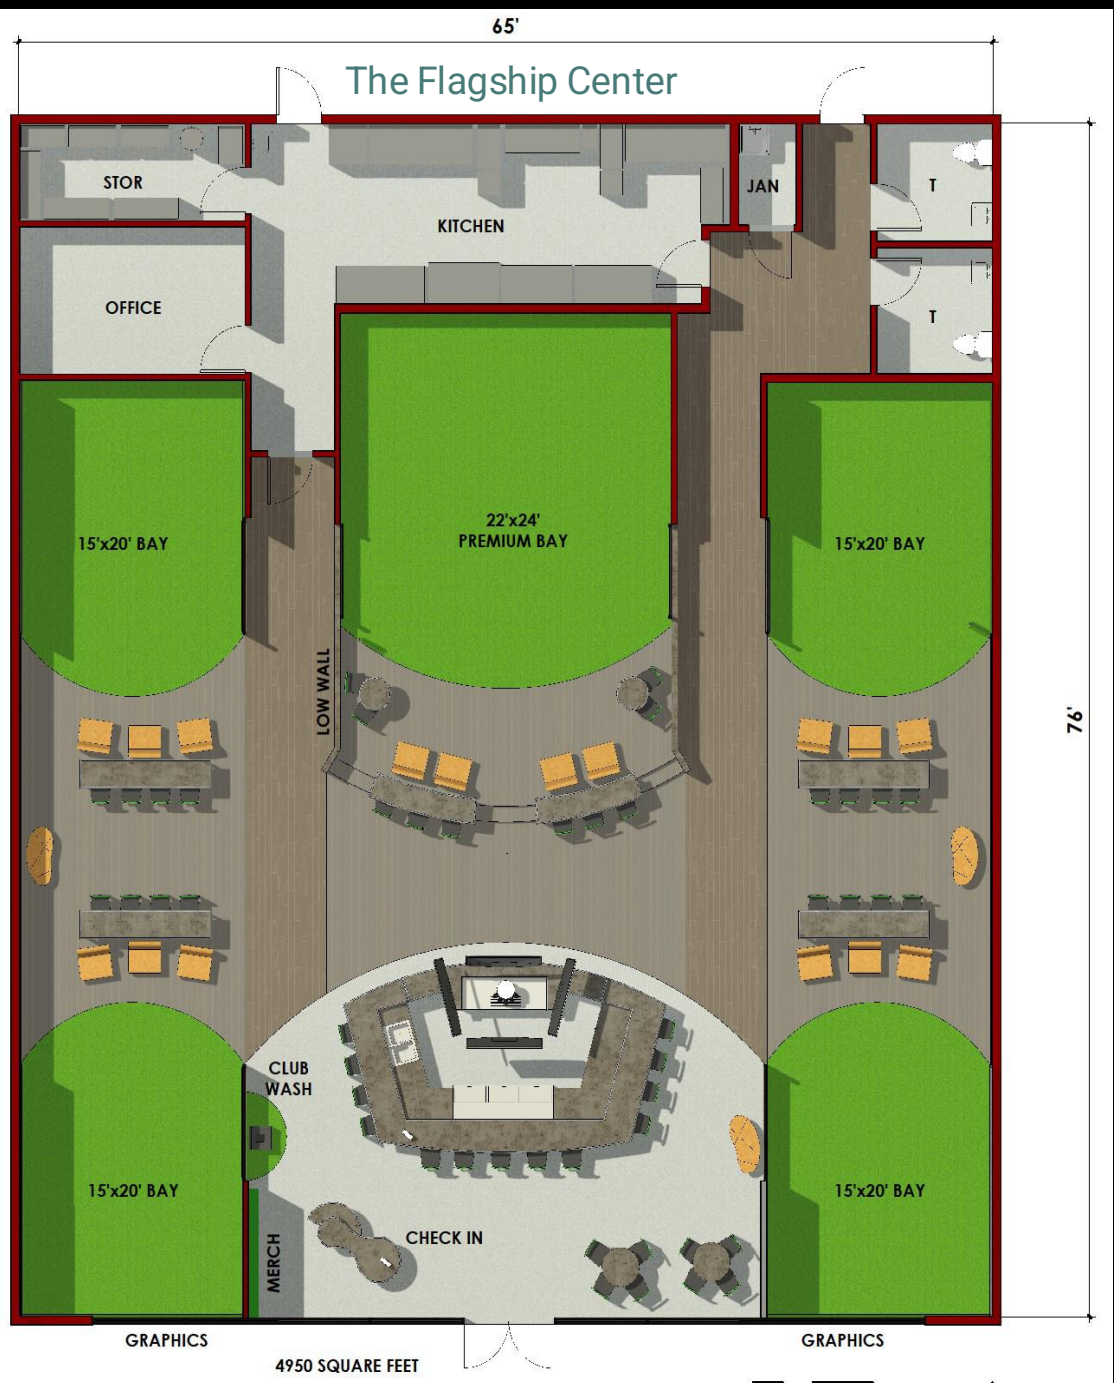 65'
The Flagship Center
STOR
JAN
T
KITCHEN
OFFICE
T
22'x24'
PREMIUM BAY
15'x20' BAY
15'x20' BAY
LOW WALL
76'
CLUB
WASH
15'x20' BAY
15'x20' BAY
CHECK IN
MERCH
GRAPHICS
GRAPHICS
4950 SQUARE FEET